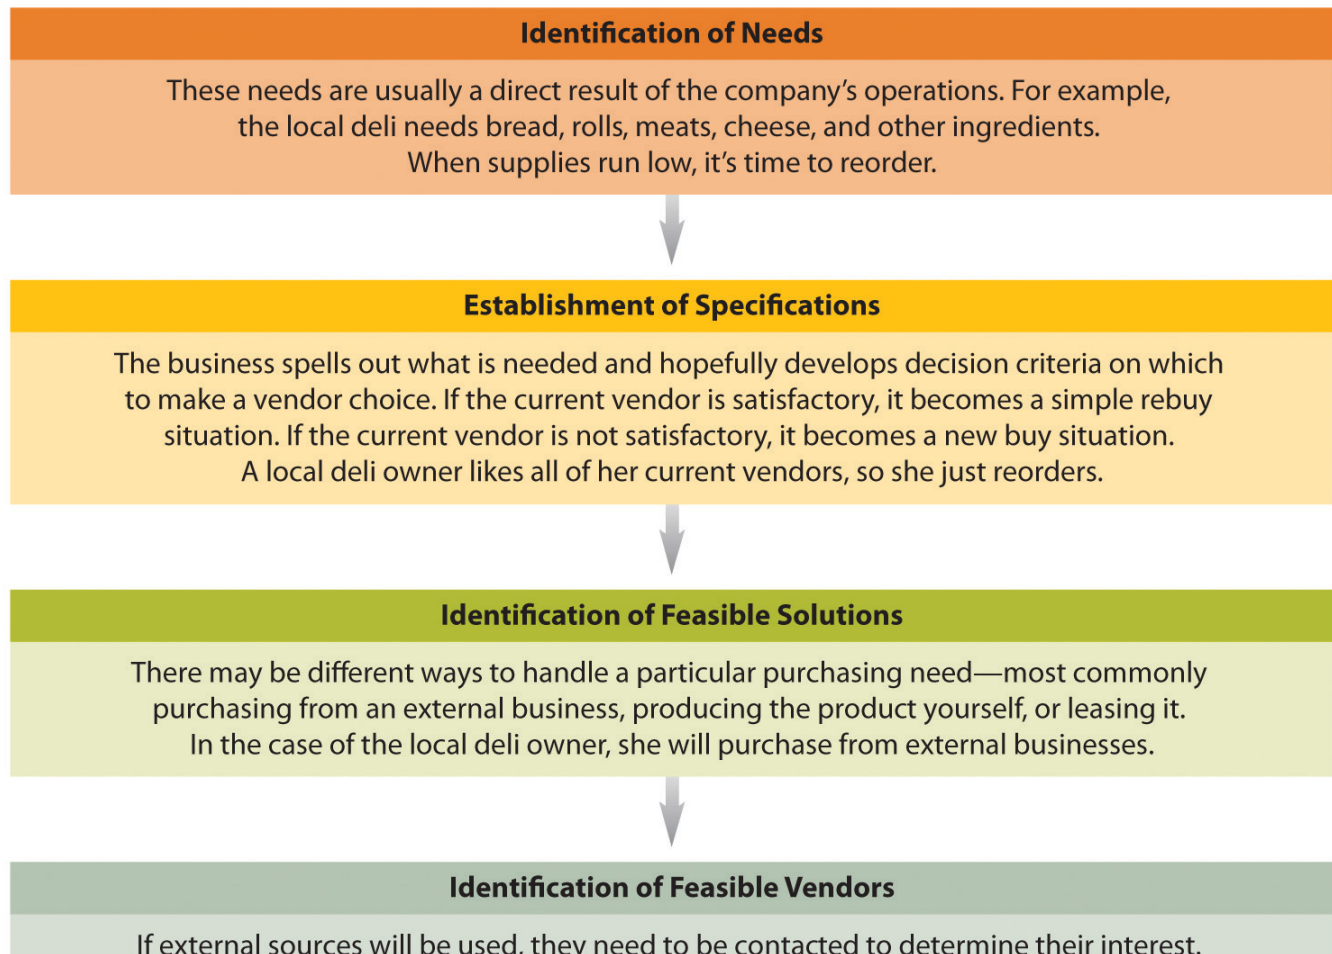 Identification of Needs
These needs are usually a direct result of the company’s operations. For example,
the local deli needs bread, rolls, meats, cheese, and other ingredients.
When supplies run low, it’s time to reorder.
Establishment of Specifications
The business spells out what is needed and hopefully develops decision criteria on which
to make a vendor choice. If the current vendor is satisfactory, it becomes a simple rebuy
situation. If the current vendor is not satisfactory, it becomes a new buy situation.
A local deli owner likes all of her current vendors, so she just reorders.
Identification of Feasible Solutions
There may be different ways to handle a particular purchasing need—most commonly
purchasing from an external business, producing the product yourself, or leasing it.
In the case of the local deli owner, she will purchase from external businesses.
Identification of Feasible Vendors
If external sources will be used, they need to be contacted to determine their interest.